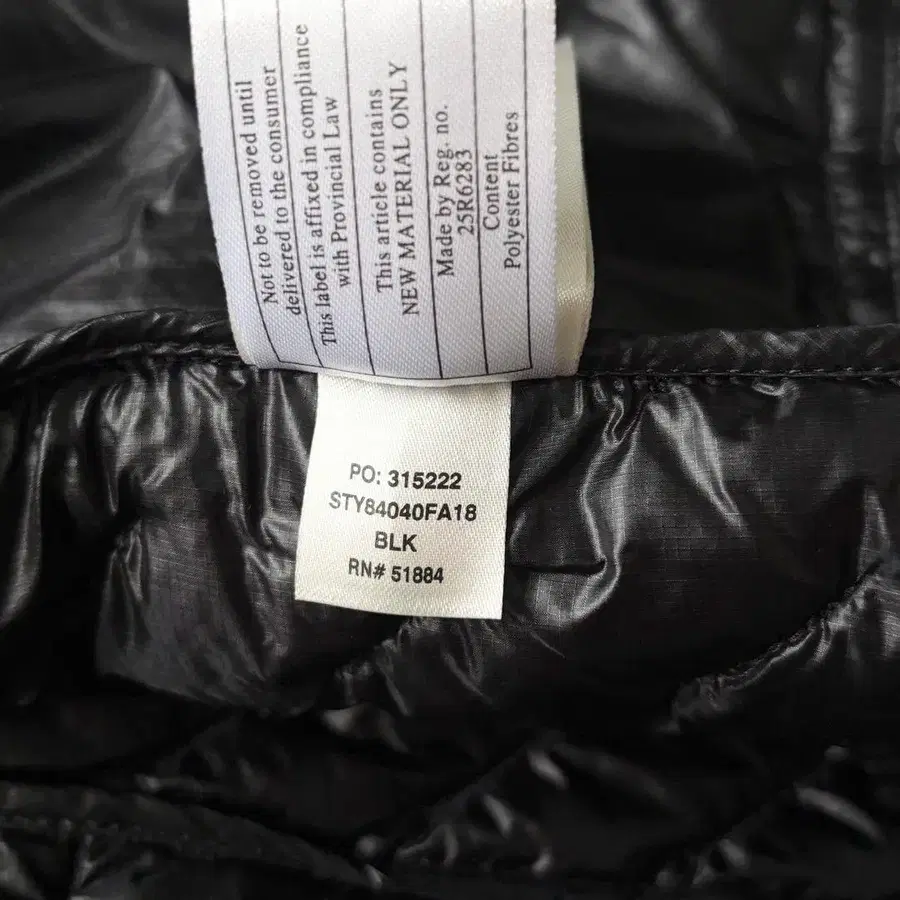 Not to be removed until
delivered to the consumer
This label is affixed in compliance
with Provincial Law
This article contains
NEW MATERIAL ONLY
Made by Reg. no.
25R6283
Content
Polyester Fibres
PO: 315222
STY84040FA18
BLK
RN# 51884